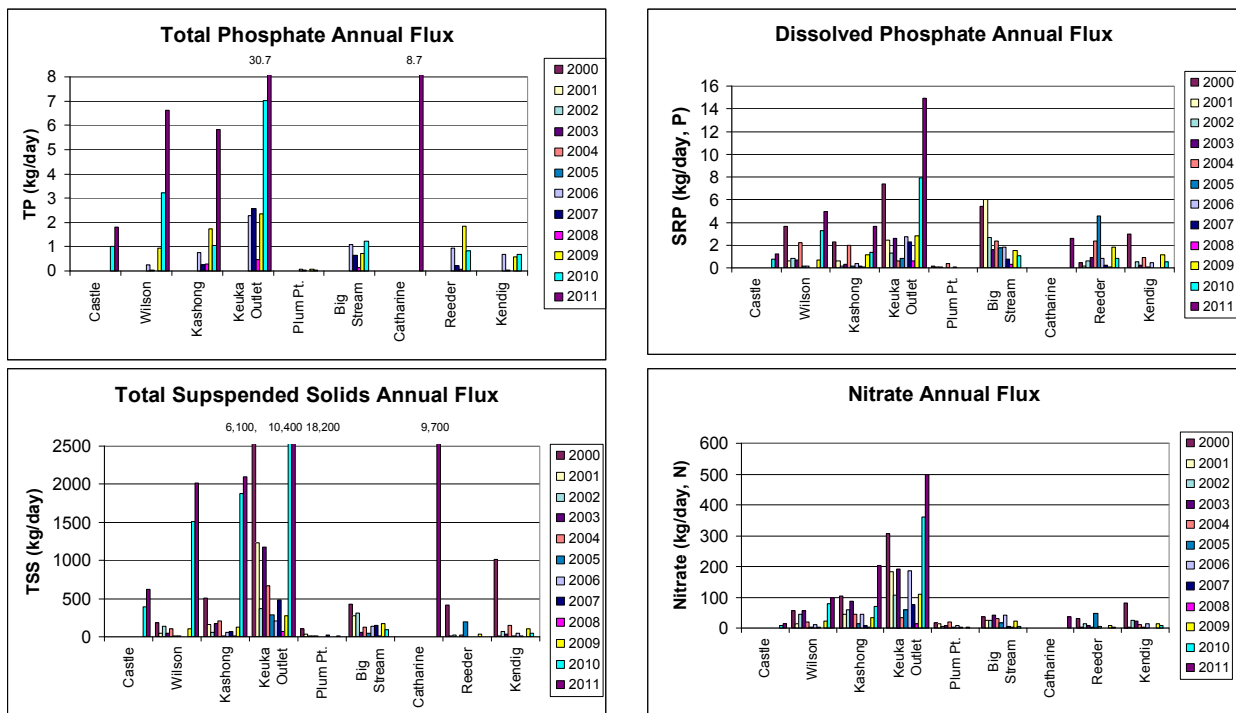 Total Phosphate Annual Flux
30.7
8.7
TP (kg/day)
8
7
6
5
4
3
2
1
0
Castle
Wilson
Kashong
Keuka
Outlet
Plum Pt.
Big
Stream
Catharine
Reeder
Kendig
2000
2001
2002
2003
2004
2005
2006
2007
2008
2009
2010
2011
Dissolved Phosphate Annual Flux
SRP (kg/day, P)
16
14
12
10
8
6
4
2
0
Castle
Wilson
Kashong
Keuka
Outlet
Plum Pt.
Big
Stream
Catharine
Reeder
Kendig
2000
2001
2002
2003
2004
2005
2006
2007
2008
2009
2010
2011
Total Supspended Solids Annual Flux
6,100,
10,400
18,200
9,700
TSS (kg/day)
2500
2000
1500
1000
500
0
Castle
Wilson
Kashong
Keuka
Outlet
Plum Pt.
Big
Stream
Catharine
Reeder
Kendig
2000
2001
2002
2003
2004
2005
2006
2007
2008
2009
2010
2011
Nitrate Annual Flux
Nitrate (kg/day, N)
600
500
400
300
200
100
0
Castle
Wilson
Kashong
Keuka
Outlet
Plum Pt.
Big
Stream
Catharine
Reeder
Kendig
2000
2001
2002
2003
2004
2005
2006
2007
2008
2009
2010
2011